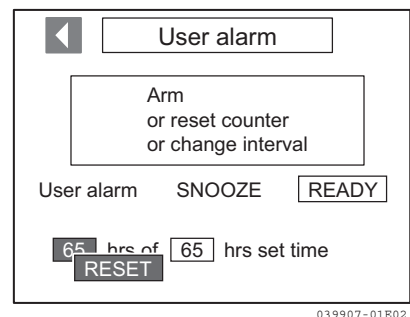 User alarm
Arm
or reset counter
or change interval
User alarm SNOOZE READY
65 hrs of 65 hrs set time
RESET
039907-01E02